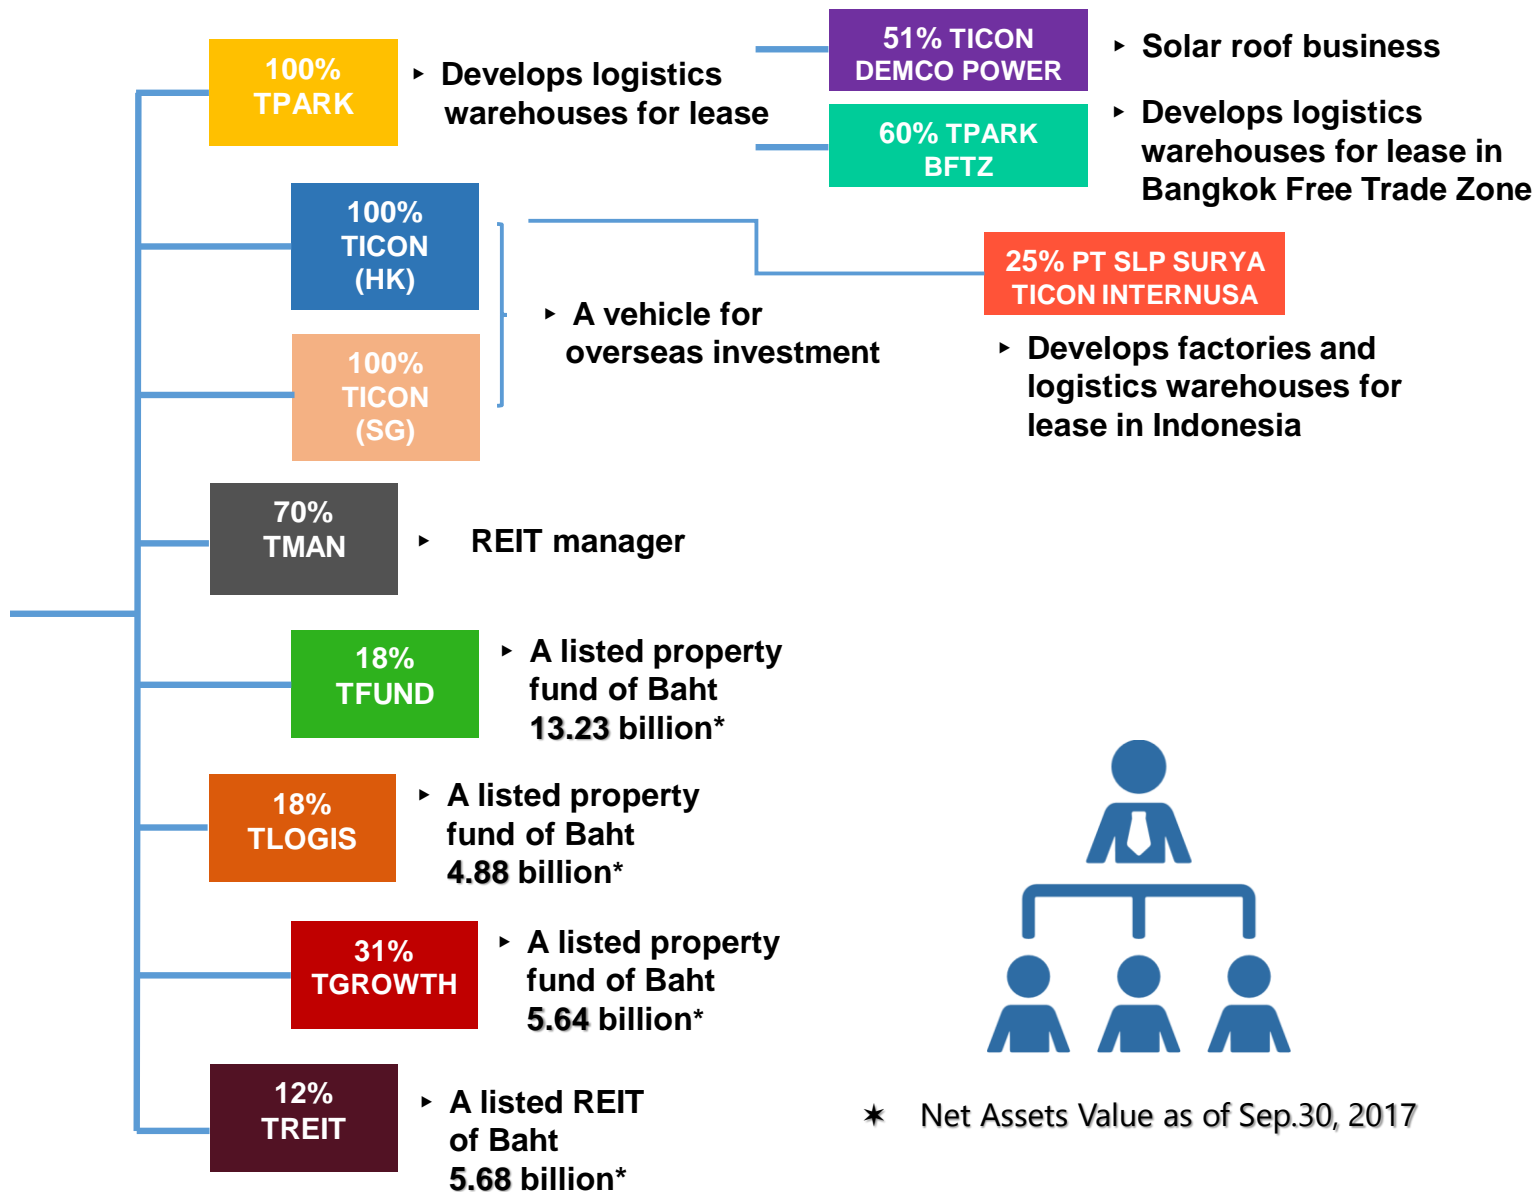 100%
TPARK
‣ Develops logistics
warehouses for lease
51% TICON
DEMCO POWER
‣ Solar roof business
60% TPARK
BFTZ
‣ Develops logistics
warehouses for lease in
Bangkok Free Trade Zone
100%
TICON
(HK)
100%
TICON
(SG)
‣ A vehicle for
overseas investment
25% PT SLP SURYA
TICON INTERNUSA
‣ Develops factories and
logistics warehouses for
lease in Indonesia
70%
TMAN
‣ REIT manager
18%
TFUND
‣ A listed property
fund of Baht
13.23 billion*
18%
TLOGIS
‣ A listed property
fund of Baht
4.88 billion*
31%
TGROWTH
‣ A listed property
fund of Baht
5.64 billion*
12%
TREIT
‣ A listed REIT
of Baht
5.68 billion*
✶ Net Assets Value as of Sep.30, 2017